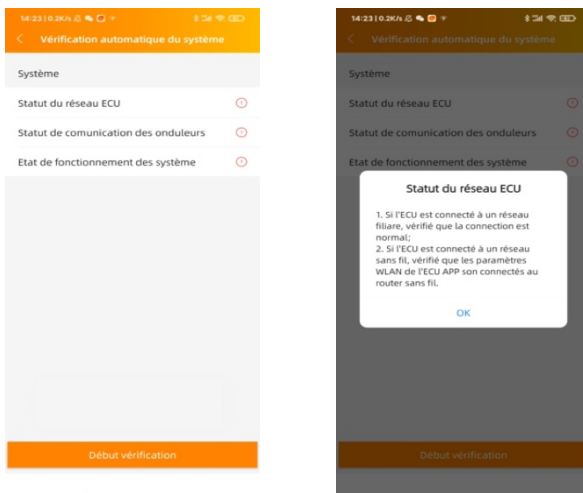 14:23 | 0.2K/s
Vérification automatique du système
Système
Statut du réseau ECU
Statut de comunication des onduleurs
Etat de fonctionnement des système
Début vérification
14:23 | 0.2K/s
Vérification automatique du système
Système
Statut du réseau ECU
Statut de comunication des onduleurs
Etat de fonctionnement des système
Statut du réseau ECU
1. Si l'ECU est connecté à un réseau
filiare, vérifié que la connection est
normal;
2. Si l'ECU est connecté à un réseau
sans fil, vérifié que les paramètres
WLAN de l'ECU APP son connectés au
router sans fil.
OK
Début vérification